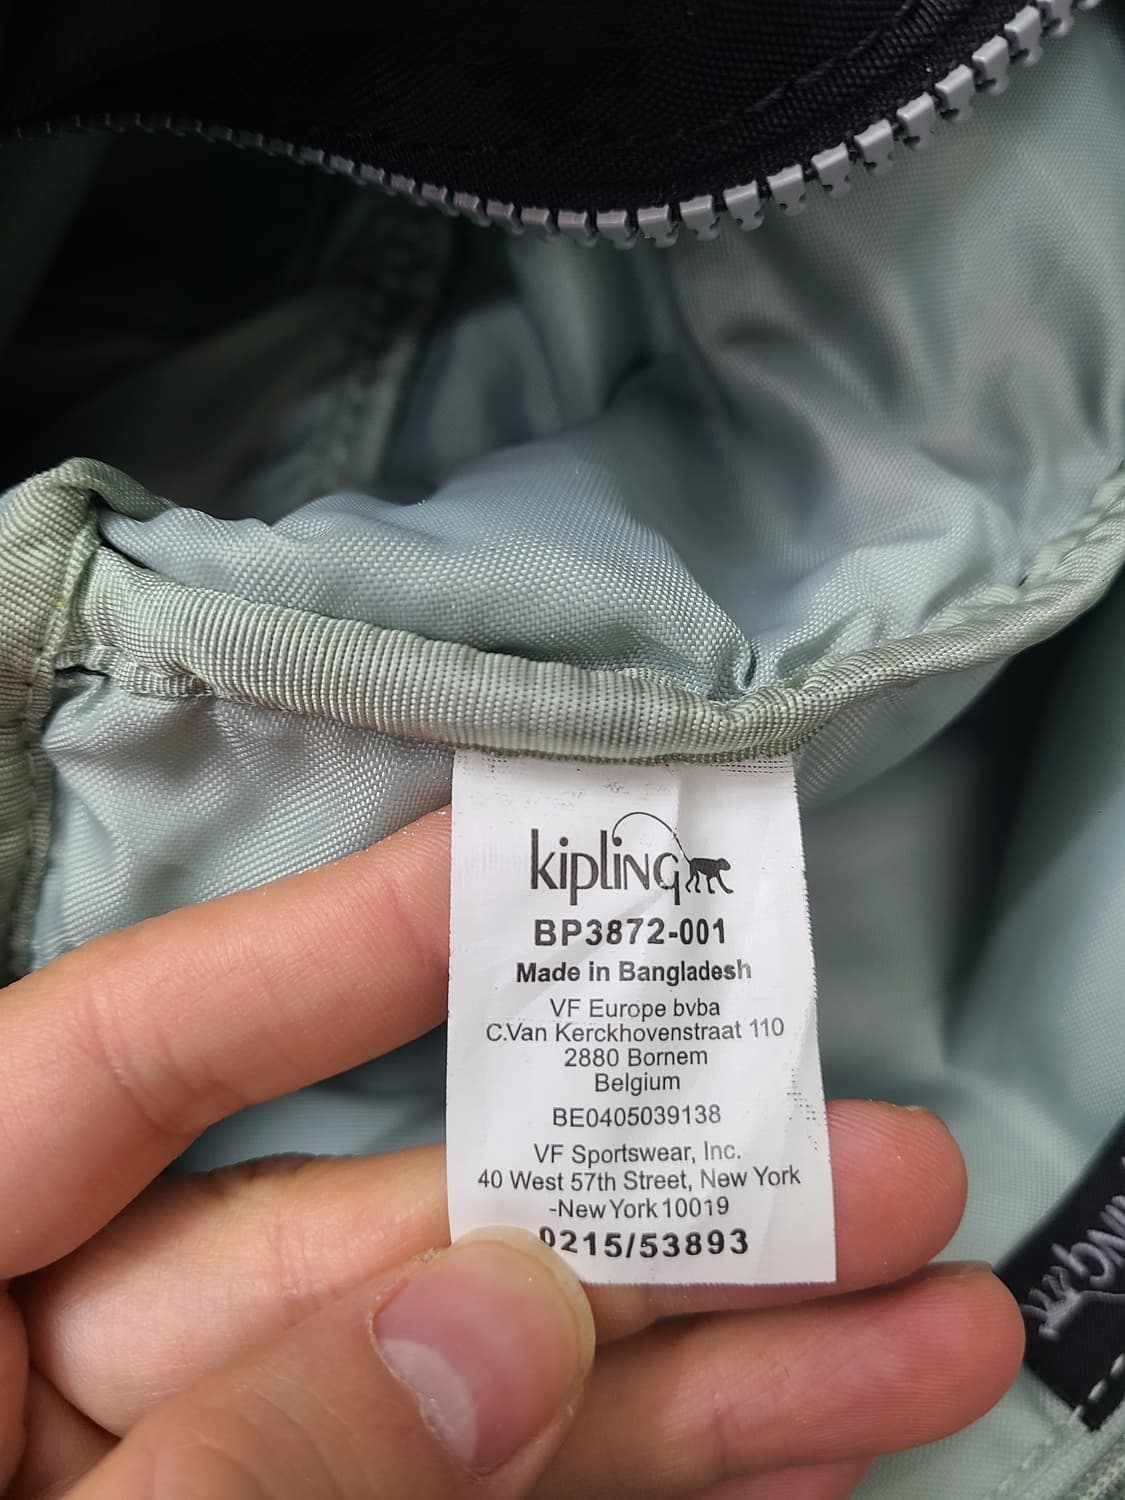 kipling
BP3872-001
Made in Bangladesh
VF Europe bvba
C.Van Kerckhovenstraat 110
2880 Bornem
Belgium
BE0405039138
VF Sportswear, Inc.
40 West 57th Street, New York
-New York 10019
0215/53893